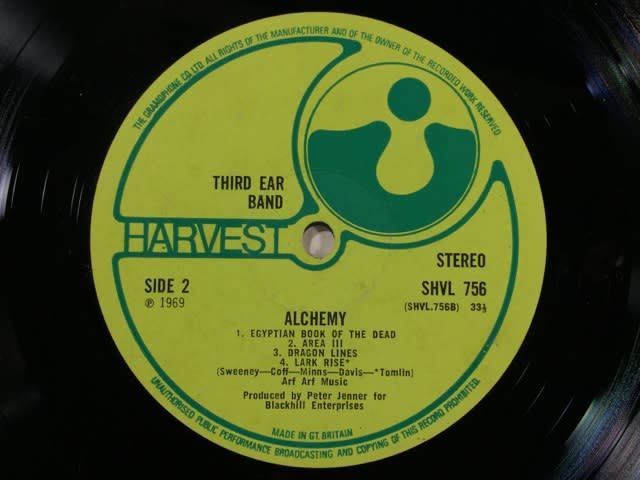 THE GRAMOPHONE CO. LTD. ALL RIGHTS OF THE MANUFACTURER AND OF THE OWNER OF THE RECORDED WORK RESERVED.
THIRD EAR
BAND
HARVEST
STEREO
SIDE 2
SHVL 756
℗ 1969
(SHVL.756B) 33⅓
ALCHEMY
1. EGYPTIAN BOOK OF THE DEAD
2. AREA III
3. DRAGON LINES
4. LARK RISE*
(Sweeney—Coff—Minns—Davis—*Tomlin)
Arf Arf Music
Produced by Peter Jenner for
Blackhill Enterprises
MADE IN GT. BRITAIN
UNAUTHORISED PUBLIC PERFORMANCE BROADCASTING AND COPYING OF THIS RECORD PROHIBITED.